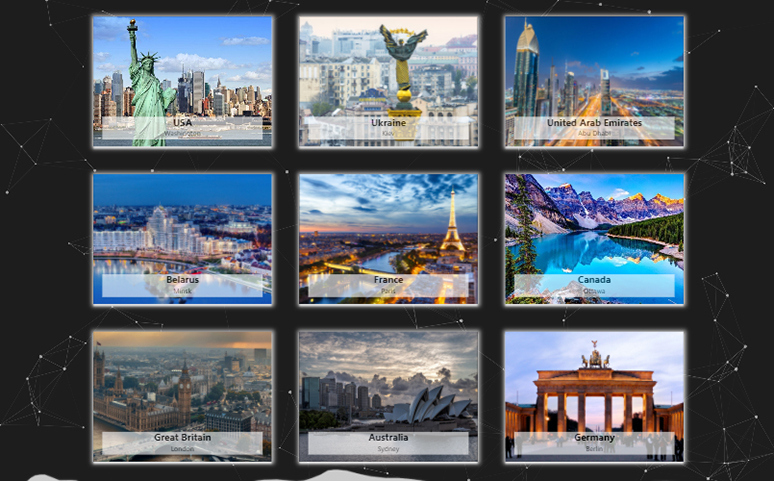 USA
Washington
Ukraine
Kiev
United Arab Emirates
Abu Dhabi
Belarus
Minsk
France
Paris
Canada
Ottawa
Great Britain
London
Australia
Sydney
Germany
Berlin